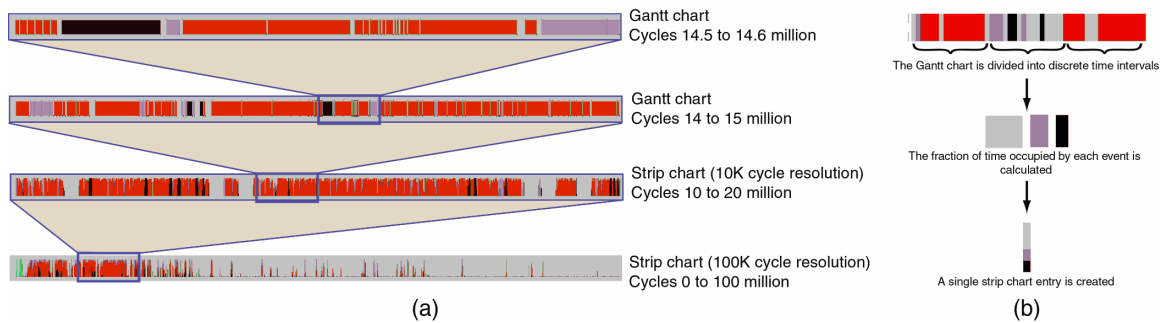 Gantt chart
Cycles 14.5 to 14.6 million
Gantt chart
Cycles 14 to 15 million
Strip chart (10K cycle resolution)
Cycles 10 to 20 million
Strip chart (100K cycle resolution)
Cycles 0 to 100 million
(a)
The Gantt chart is divided into discrete time intervals
The fraction of time occupied by each event is
calculated
A single strip chart entry is created
(b)